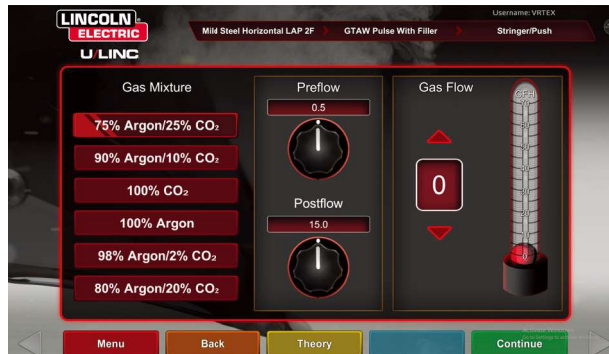 Username: VRTEX
LINCOLN
ELECTRIC
U/LINC
Mild Steel Horizontal LAP 2F
GTAW Pulse With Filler
Stringer/Push
Gas Mixture
75% Argon/25% CO₂
90% Argon/10% CO₂
100% CO₂
100% Argon
98% Argon/2% CO₂
80% Argon/20% CO₂
Preflow
0.5
Postflow
15.0
Gas Flow
0
CFH
Menu
Back
Theory
Continue